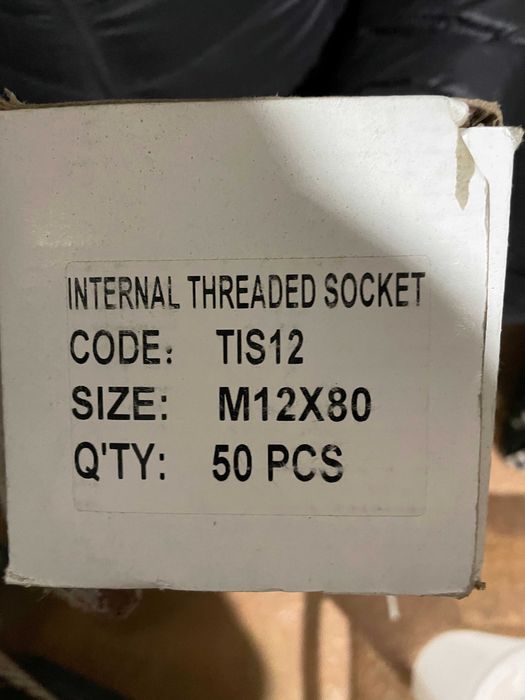 INTERNAL THREADED SOCKET
CODE: TIS12
SIZE: M12X80
Q'TY: 50 PCS